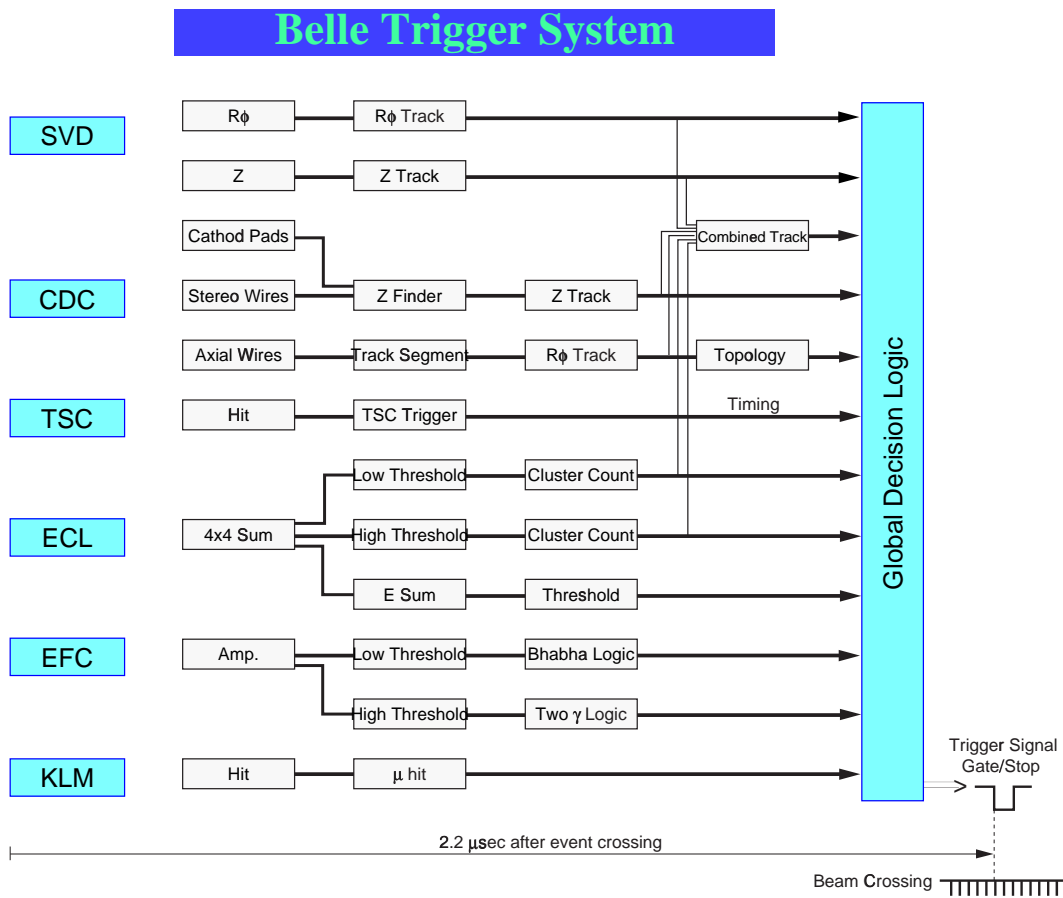 Belle Trigger System
SVD
Rϕ
Rϕ Track
Z
Z Track
Cathod Pads
Combined Track
CDC
Stereo Wires
Z Finder
Z Track
Axial Wires
Track Segment
Rϕ Track
Topology
TSC
Hit
TSC Trigger
Timing
Low Threshold
Cluster Count
ECL
4x4 Sum
High Threshold
Cluster Count
E Sum
Threshold
EFC
Amp.
Low Threshold
Bhabha Logic
High Threshold
Two γ Logic
KLM
Hit
μ hit
Global Decision Logic
Trigger Signal
Gate/Stop
2.2 μsec after event crossing
Beam Crossing